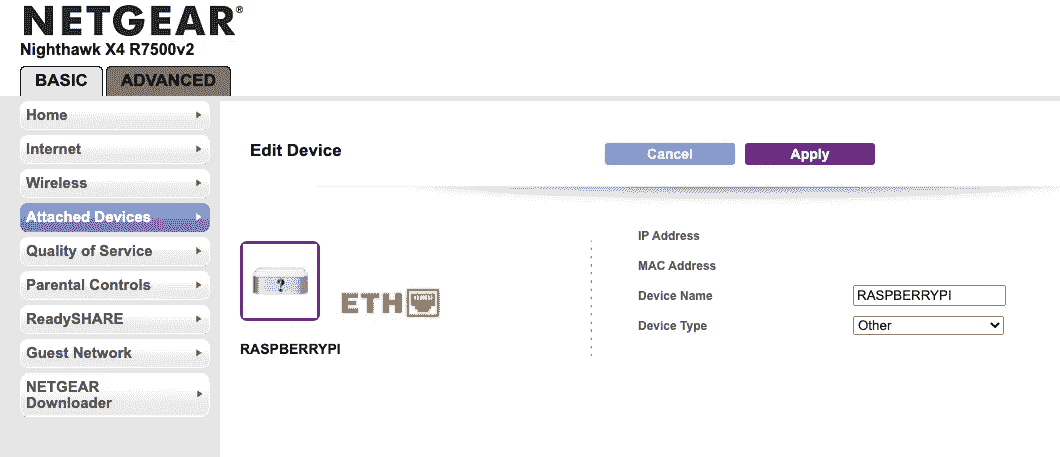 NETGEAR®
Nighthawk X4 R7500v2
BASIC ADVANCED
Home
Internet
Wireless
Attached Devices
Quality of Service
Parental Controls
ReadySHARE
Guest Network
NETGEAR
Downloader
Edit Device
Cancel Apply
?
ETH
RASPBERRYPI
IP Address
MAC Address
Device Name RASPBERRYPI
Device Type Other